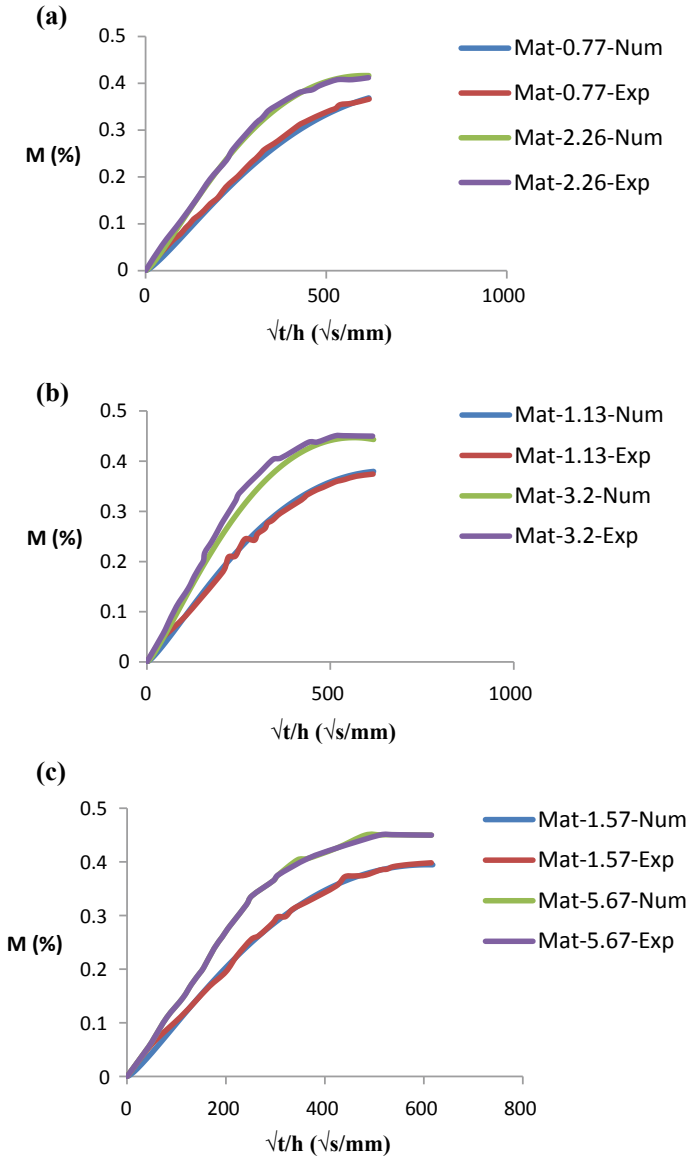 (a)
0.5
0.4
0.3
0.2
0.1
0
M (%)
0
500
1000
√t/h (√s/mm)
Mat-0.77-Num
Mat-0.77-Exp
Mat-2.26-Num
Mat-2.26-Exp
(b)
0.5
0.4
0.3
0.2
0.1
0
M (%)
0
500
1000
√t/h (√s/mm)
Mat-1.13-Num
Mat-1.13-Exp
Mat-3.2-Num
Mat-3.2-Exp
(c)
0.5
0.4
0.3
0.2
0.1
0
M (%)
0
200
400
600
800
√t/h (√s/mm)
Mat-1.57-Num
Mat-1.57-Exp
Mat-5.67-Num
Mat-5.67-Exp